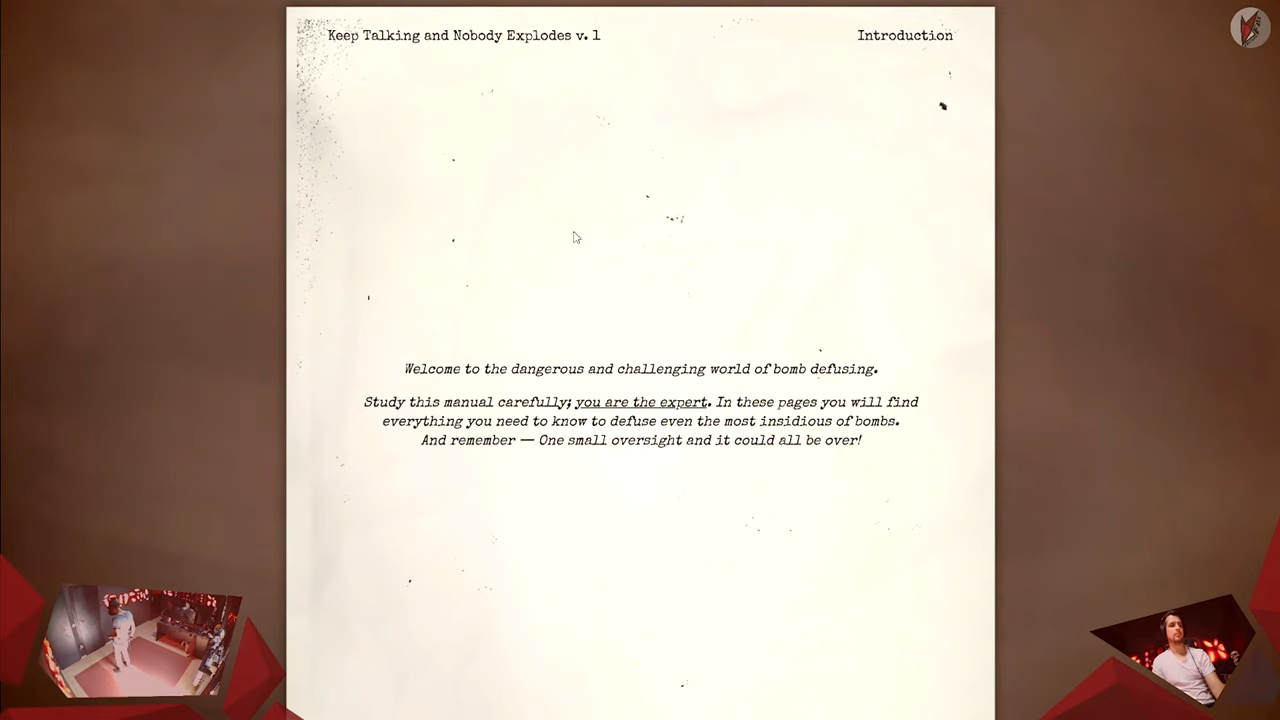 Keep Talking and Nobody Explodes v. 1
Introduction
Welcome to the dangerous and challenging world of bomb defusing.
Study this manual carefully; you are the expert. In these pages you will find
everything you need to know to defuse even the most insidious of bombs.
And remember — One small oversight and it could all be over!